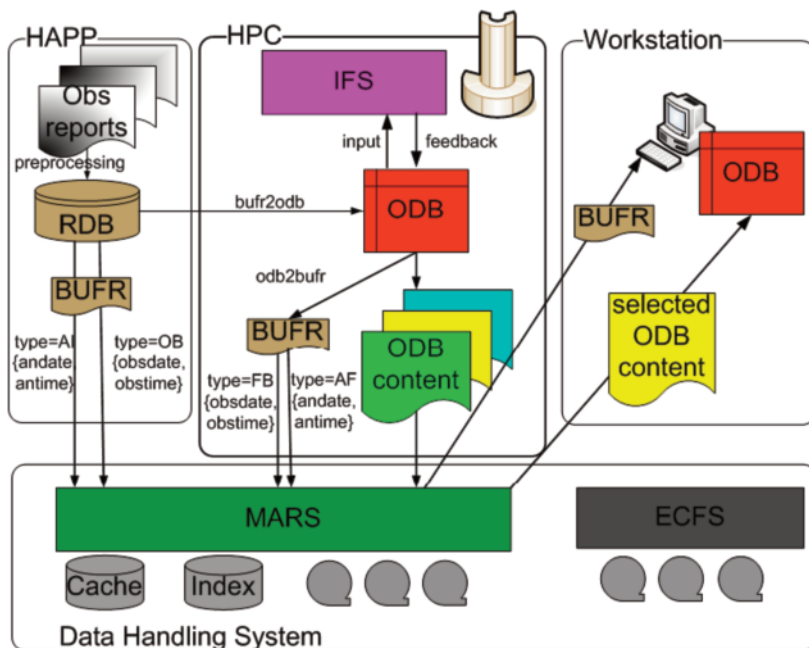 HAPP
HPC
Workstation
Obs
reports
preprocessing
RDB
BUFR
type=AI
{andate,
antime}
type=OB
{obsdate,
obstime}
IFS
input
feedback
bufr2odb
ODB
odb2bufr
BUFR
type=FB
{obsdate,
obstime}
type=AF
{andate,
antime}
ODB
content
BUFR
ODB
selected
ODB
content
MARS
ECFS
Cache
Index
Data Handling System